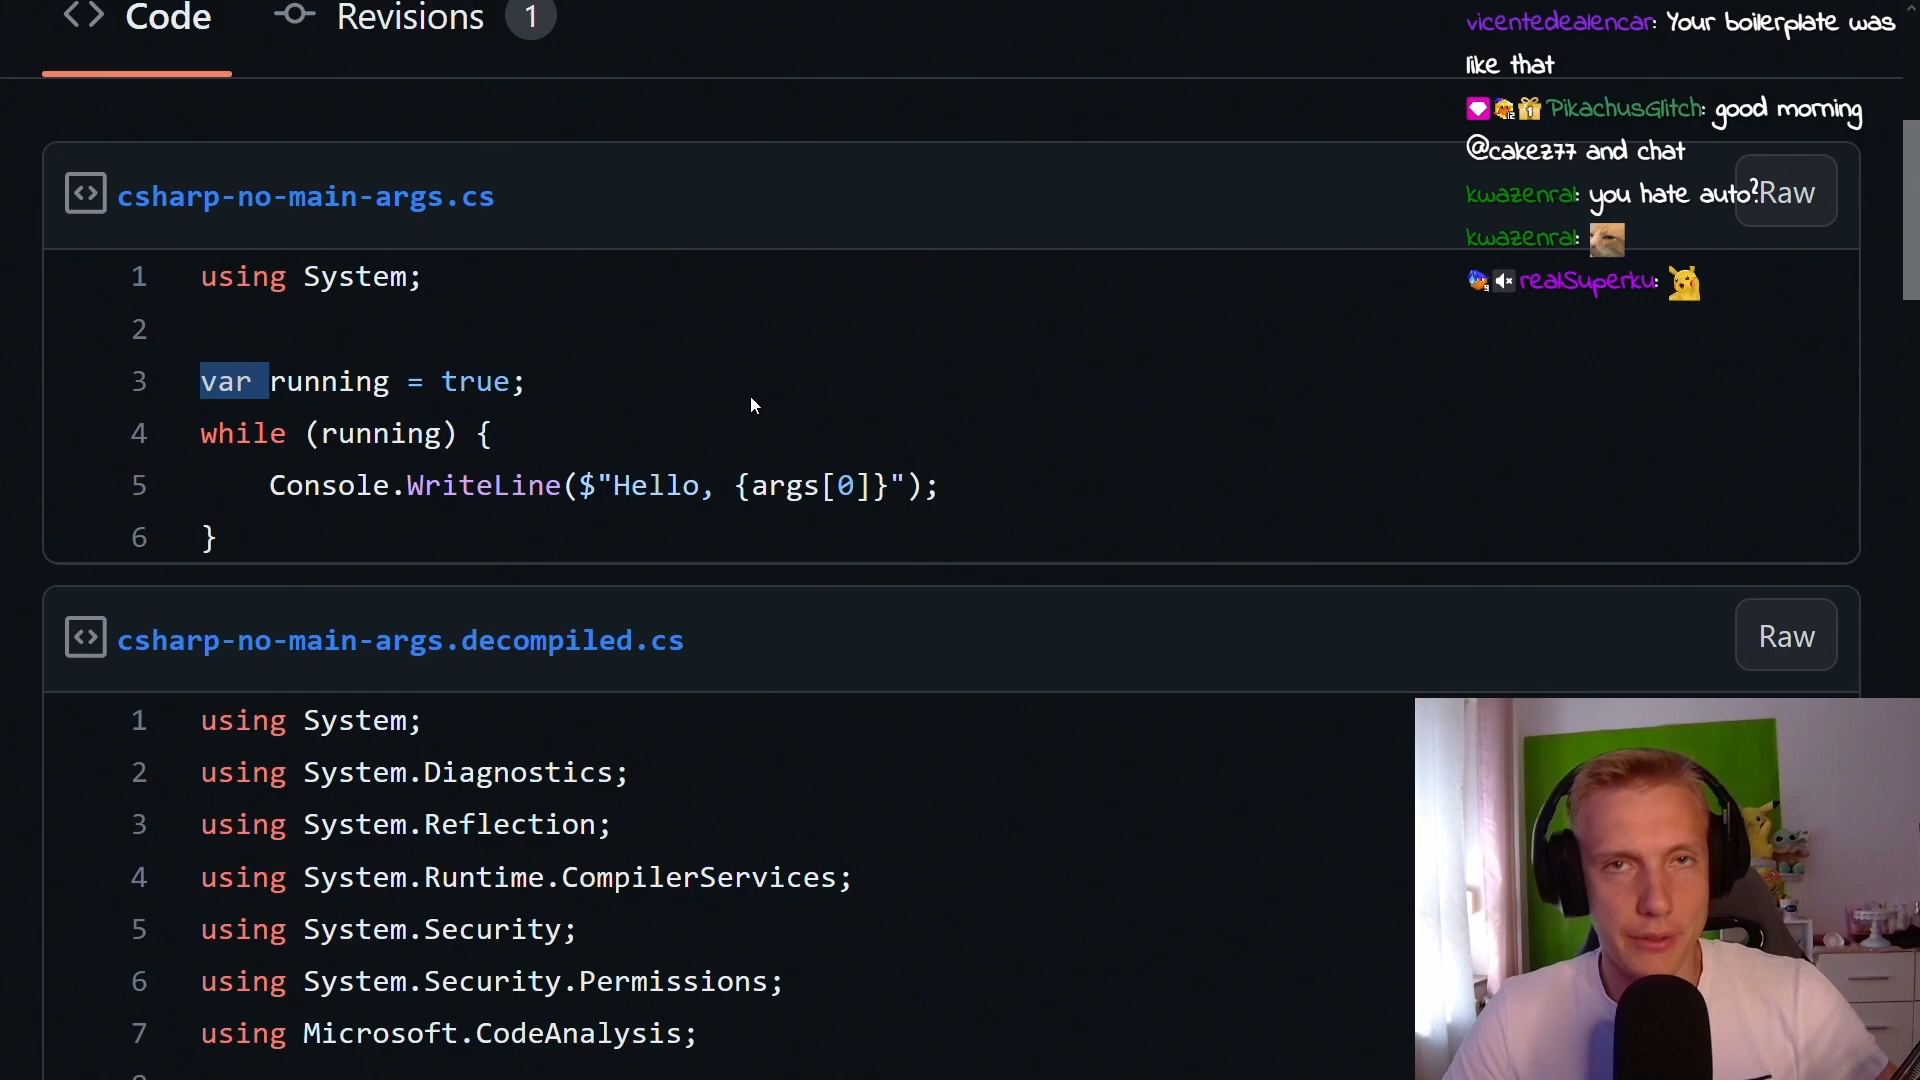 Code
Revisions 1
vicentedealencar: Your boilerplate was
like that
PikachusGlitch: good morning
@cakez77 and chat
kwazenral: you hate auto?
kwazenral:
realSuperku:
csharp-no-main-args.cs
Raw
1 using System;
2
3 var running = true;
4 while (running) {
5     Console.WriteLine($"Hello, {args[0]}");
6 }
csharp-no-main-args.decompiled.cs
Raw
1 using System;
2 using System.Diagnostics;
3 using System.Reflection;
4 using System.Runtime.CompilerServices;
5 using System.Security;
6 using System.Security.Permissions;
7 using Microsoft.CodeAnalysis;